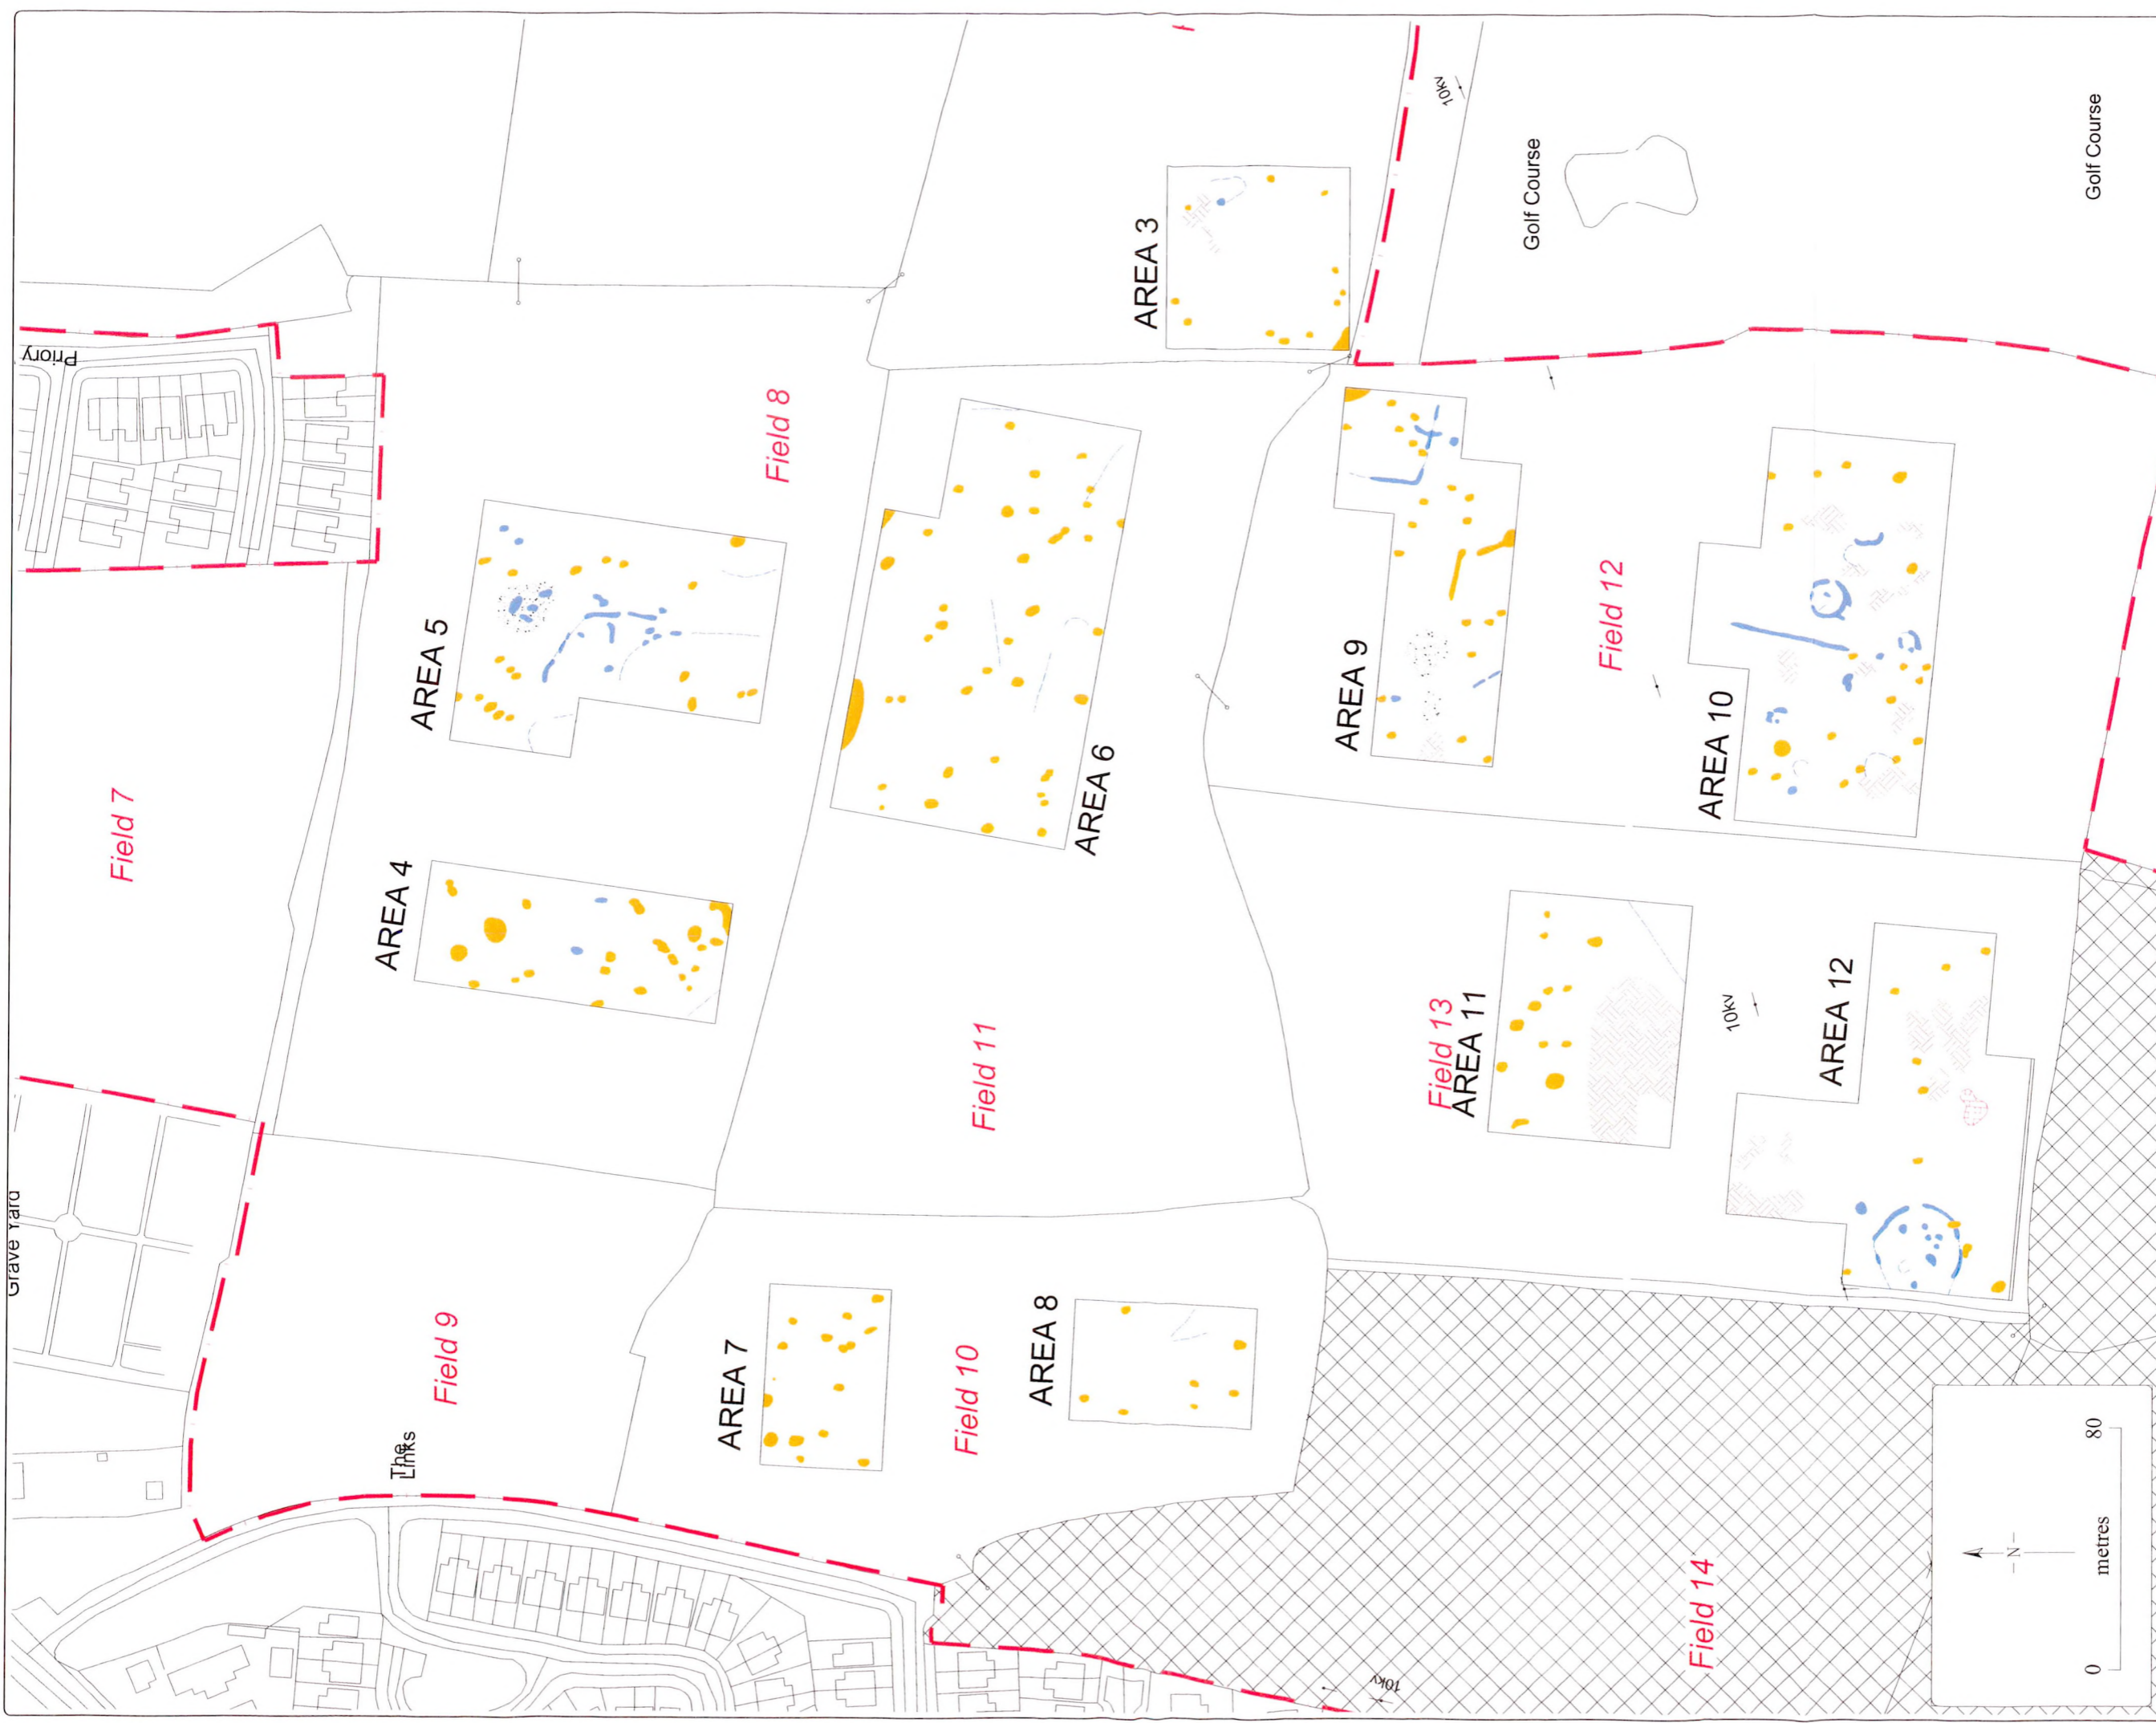 Priory
Field 7
Grave Yard
AREA 5
AREA 4
Field 8
Field 9
The
Links
AREA 3
AREA 6
Field 11
AREA 7
Field 10
AREA 8
10kv
Golf Course
Golf Course
AREA 9
Field 12
AREA 10
Field 13
AREA 11
10kv
AREA 12
10kv
Field 14
N
0
80
metres